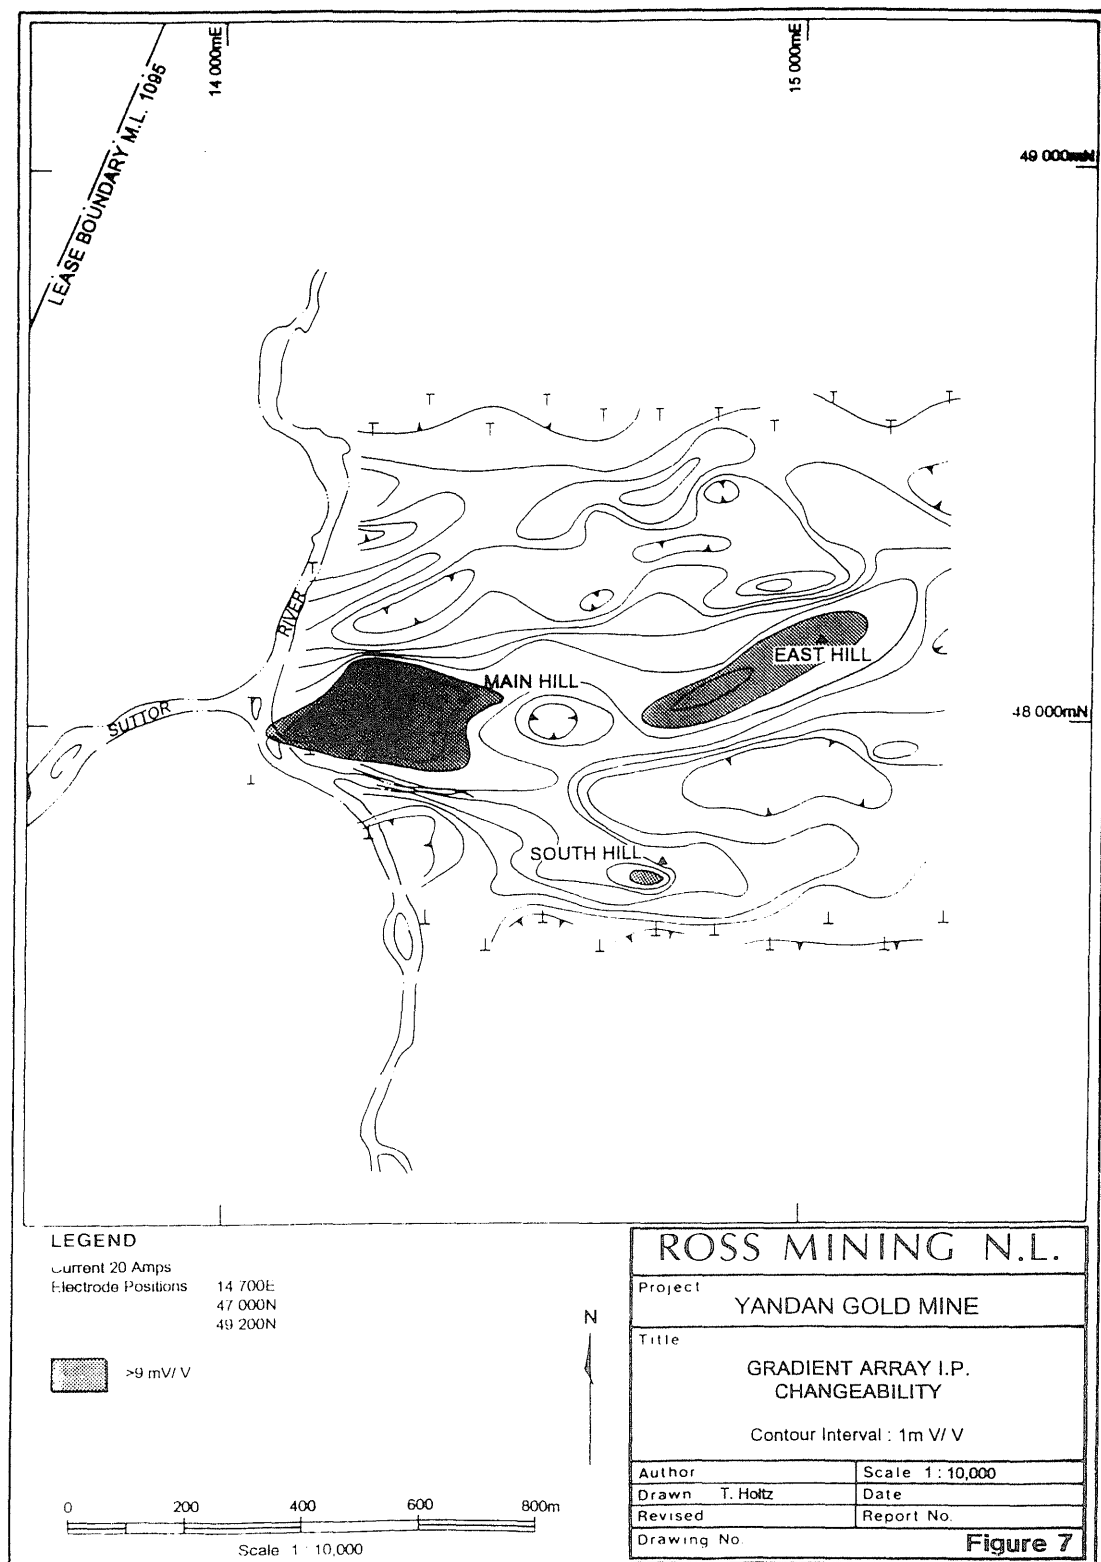 14 000mE
15 000mE
LEASE BOUNDARY M.L. 1095
49 000mN
RIVER
SUTTOR
MAIN HILL
EAST HILL
48 000mN
SOUTH HILL
LEGEND
Current 20 Amps
Electrode Positions 14 700E
47 000N
49 200N
>9 mV/ V
N
0 200 400 600 800m
Scale 1 : 10,000
ROSS MINING N.L.
Project
YANDAN GOLD MINE
Title
GRADIENT ARRAY I.P.
CHANGEABILITY
Contour Interval : 1m V/ V
Author
Scale 1 : 10,000
Drawn T. Holtz
Date
Revised
Report No.
Drawing No.
Figure 7